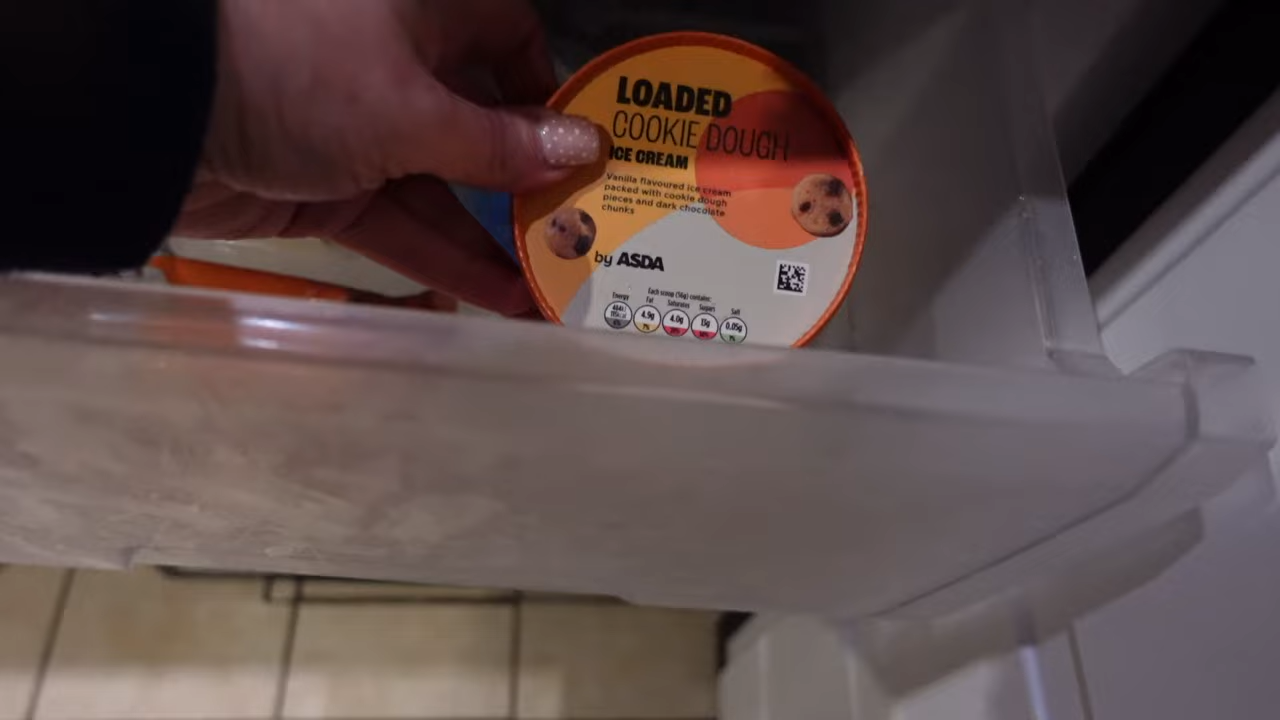 LOADED
COOKIE DOUGH
ICE CREAM
Vanilla flavoured ice cream
packed with cookie dough
pieces and dark chocolate
chunks
by ASDA
Each scoop (56g) contains:
Energy Fat Saturates Sugars Salt
4.9g 4.0g 13g 0.05g